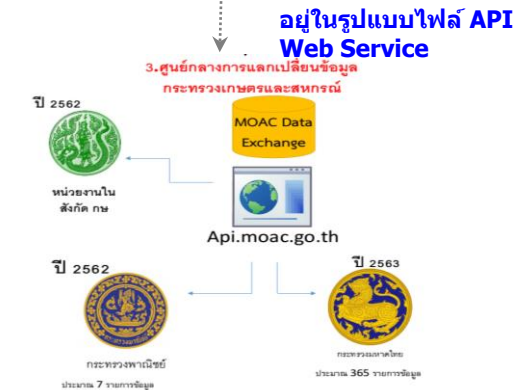 อยู่ในรูปแบบไฟล์ API
Web Service
3.ศูนย์กลางการแลกเปลี่ยนข้อมูล
กระทรวงเกษตรและสหกรณ์
ปี 2562
MOAC Data
Exchange
หน่วยงานใน
สังกัด กษ
Api.moac.go.th
ปี 2562
ปี 2563
กระทรวงพาณิชย์
กระทรวงมหาดไทย
ประมาณ 7 รายการข้อมูล
ประมาณ 365 รายการข้อมูล